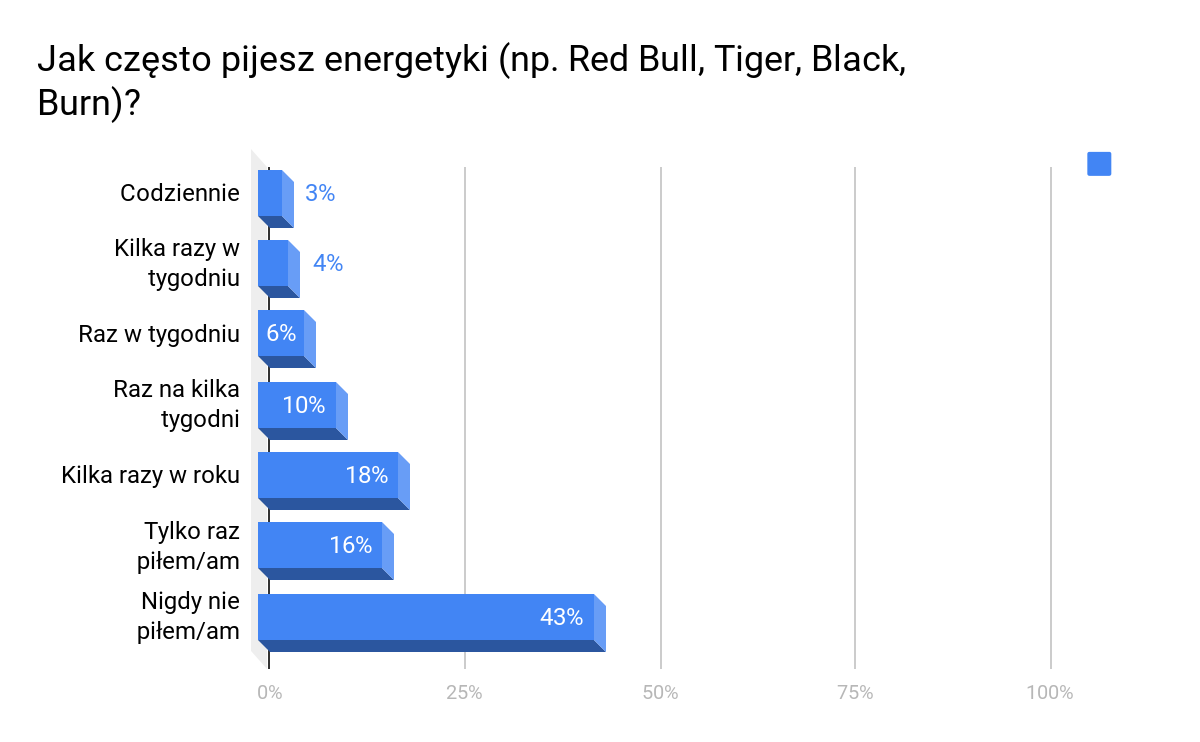 Jak często pijesz energetyki (np. Red Bull, Tiger, Black,
Burn)?
Codziennie
3%
Kilka razy w
tygodniu
4%
Raz w tygodniu
6%
Raz na kilka
tygodni
10%
Kilka razy w roku
18%
Tylko raz
piłem/am
16%
Nigdy nie
piłem/am
43%
0%
25%
50%
75%
100%